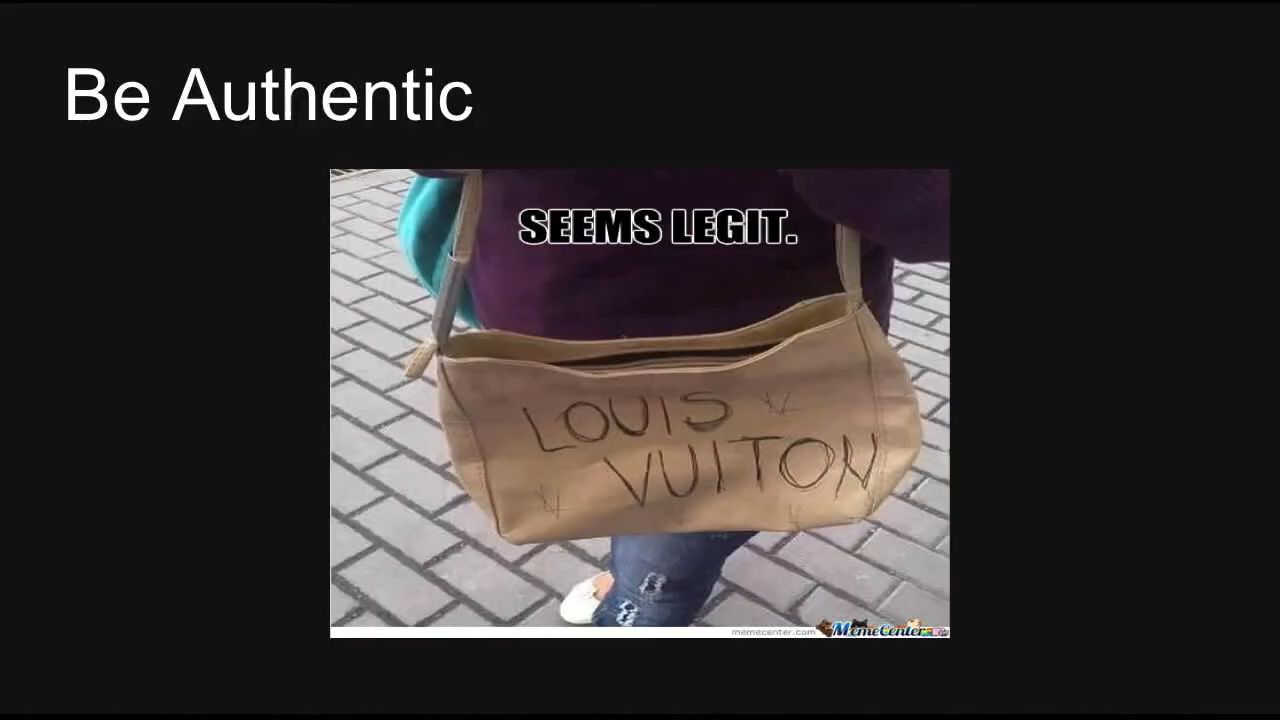 Be Authentic
SEEMS LEGIT.
LOUIS
VUITON
memecenter.com MemeCenter